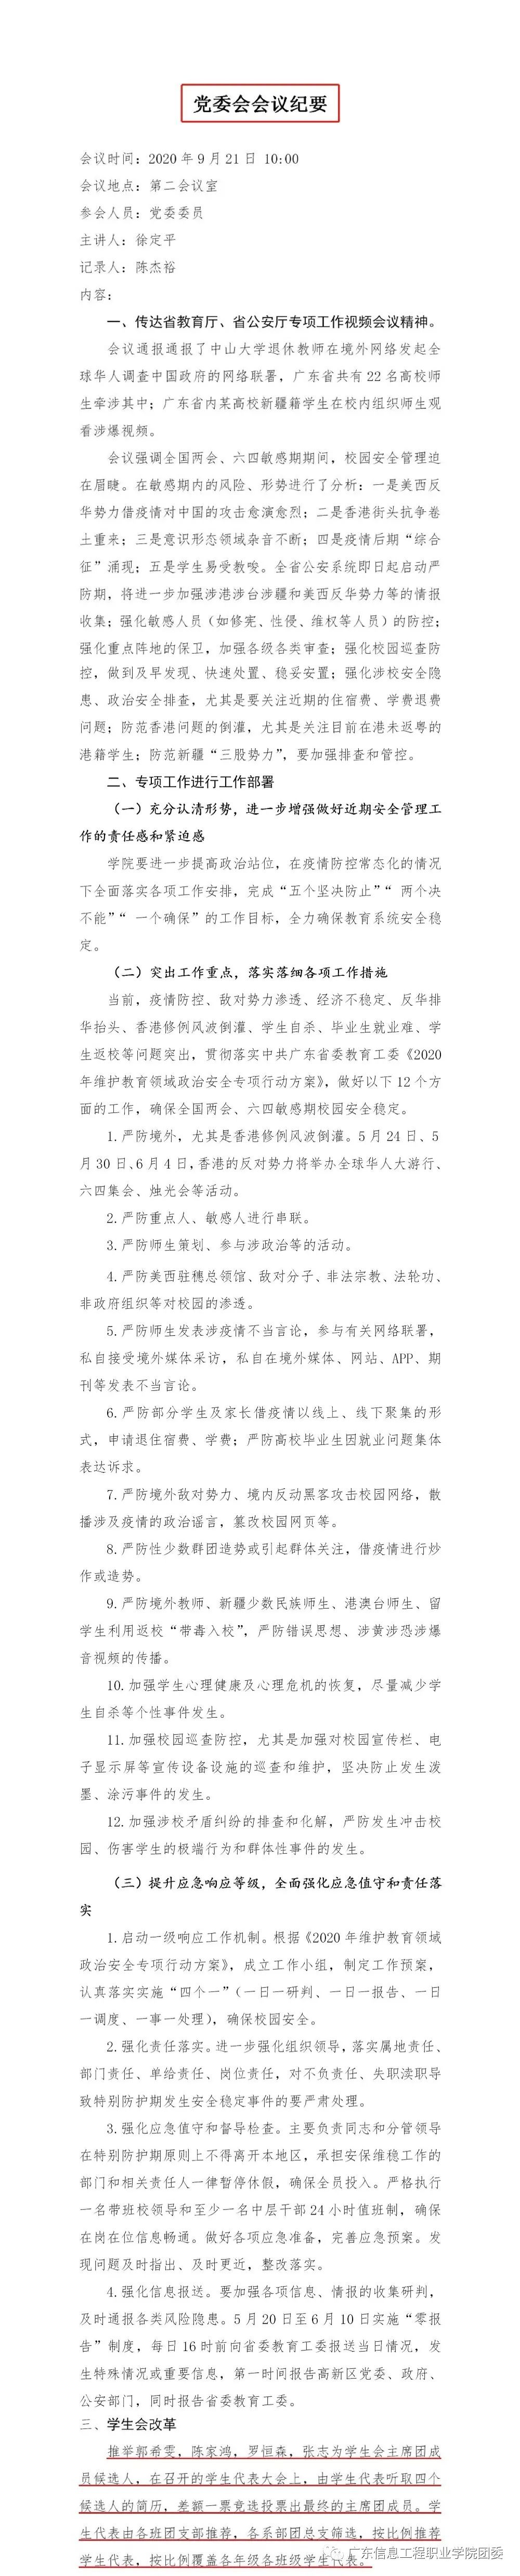 党委会会议纪要
会议时间：2020 年 9 月 21 日 10:00
会议地点：第二会议室
参会人员：党委委员
主讲人：徐定平
记录人：陈杰裕
内容：
一、传达省教育厅、省公安厅专项工作视频会议精神。
会议通报通报了中山大学退休教师在境外网络发起全
球华人调查中国政府的网络联署，广东省共有 22 名高校师
生牵涉其中；广东省内某高校新疆籍学生在校内组织师生观
看涉爆视频。
会议强调全国两会、六四敏感期期间，校园安全管理迫
在眉睫。在敏感期内的风险、形势进行了分析：一是美西反
华势力借疫情对中国的攻击愈演愈烈；二是香港街头抗争卷
土重来；三是意识形态领域杂音不断；四是疫情后期“综合
征”涌现；五是学生易受教唆。全省公安系统即日起启动严
防期，将进一步加强涉港涉台涉疆和美西反华势力等的情报
收集；强化敏感人员（如修宪、性侵、维权等人员）的防控；
强化重点阵地的保卫，加强各级各类审查；强化校园巡查防
控，做到及早发现、快速处置、稳妥安置；强化涉校安全隐
患、政治安全排查，尤其是要关注近期的住宿费、学费退费
问题；防范香港问题的倒灌，尤其是关注目前在港未返粤的
港籍学生；防范新疆“三股势力”，要加强排查和管控。
二、专项工作进行工作部署
（一）充分认清形势，进一步增强做好近期安全管理工
作的责任感和紧迫感
学院要进一步提高政治站位，在疫情防控常态化的情况
下全面落实各项工作安排，完成“五个坚决防止”“ 两个决
不能”“ 一个确保”的工作目标，全力确保教育系统安全稳
定。
（二）突出工作重点，落实落细各项工作措施
当前，疫情防控、敌对势力渗透、经济不稳定、反华排
华抬头、香港修例风波倒灌、学生自杀、毕业生就业难、学
生返校等问题突出，贯彻落实中共广东省委教育工委《2020
年维护教育领域政治安全专项行动方案》，做好以下 12 个方
面的工作，确保全国两会、六四敏感期校园安全稳定。
1.严防境外，尤其是香港修例风波倒灌。5 月 24 日、5
月 30 日、6 月 4 日，香港的反对势力将举办全球华人大游行、
六四集会、烛光会等活动。
2.严防重点人、敏感人进行串联。
3.严防师生策划、参与涉政治等的活动。
4.严防美西驻穗总领馆、敌对分子、非法宗教、法轮功、
非政府组织等对校园的渗透。
5.严防师生发表涉疫情不当言论，参与有关网络联署，
私自接受境外媒体采访，私自在境外媒体、网站、APP、期
刊等发表不当言论。
6.严防部分学生及家长借疫情以线上、线下聚集的形
式，申请退住宿费、学费；严防高校毕业生因就业问题集体
表达诉求。
7.严防境外敌对势力、境内反动黑客攻击校园网络，散
播涉及疫情的政治谣言，篡改校园网页等。
8.严防性少数群团造势或引起群体关注，借疫情进行炒
作或造势。
9.严防境外教师、新疆少数民族师生、港澳台师生、留
学生利用返校“带毒入校”，严防错误思想、涉黄涉恐涉爆
音视频的传播。
10.加强学生心理健康及心理危机的恢复，尽量减少学
生自杀等个性事件发生。
11.加强校园巡查防控，尤其是加强对校园宣传栏、电
子显示屏等宣传设备设施的巡查和维护，坚决防止发生泼
墨、涂污事件的发生。
12.加强涉校矛盾纠纷的排查和化解，严防发生冲击校
园、伤害学生的极端行为和群体性事件的发生。
（三）提升应急响应等级，全面强化应急值守和责任落
实
1.启动一级响应工作机制。根据《2020 年维护教育领域
政治安全专项行动方案》，成立工作小组，制定工作预案，
认真落实实施“四个一”（一日一研判、一日一报告、一日
一调度、一事一处理），确保校园安全。
2.强化责任落实。进一步强化组织领导，落实属地责任、
部门责任、单给责任、岗位责任，对不负责任、失职渎职导
致特别防护期发生安全稳定事件的要严肃处理。
3.强化应急值守和督导检查。主要负责同志和分管领导
在特别防护期原则上不得离开本地区，承担安保维稳工作的
部门和相关责任人一律暂停休假，确保全员投入。严格执行
一名带班校领导和至少一名中层干部 24 小时值班制，确保
在岗在位信息畅通。做好各项应急准备，完善应急预案。发
现问题及时指出、及时更近，整改落实。
4.强化信息报送。要加强各项信息、情报的收集研判，
及时通报各类风险隐患。5 月 20 日至 6 月 10 日实施“零报
告”制度，每日 16 时前向省委教育工委报送当日情况，发
生特殊情况或重要信息，第一时间报告高新区党委、政府、
公安部门，同时报告省委教育工委。
三、学生会改革
推举郭希雯，陈家鸿，罗恒森，张志为学生会主席团成
员候选人，在召开的学生代表大会上，由学生代表听取四个
候选人的简历，差额一票竞选投票出最终的主席团成员。学
生代表由各班团支部推荐，各系部团总支筛选，按比例推荐
学生代表，按比例覆盖各年级各班级学生代表。
广东信息工程职业学院团委